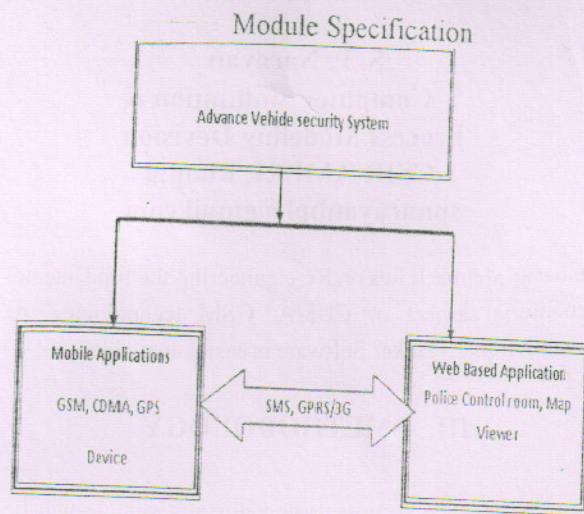 Module Specification
Advance Vehide security System
Mobile Applications
GSM, CDMA, GPS
Device
SMS, GPRS/3G
Web Based Application
Police Control room, Map
Viewer